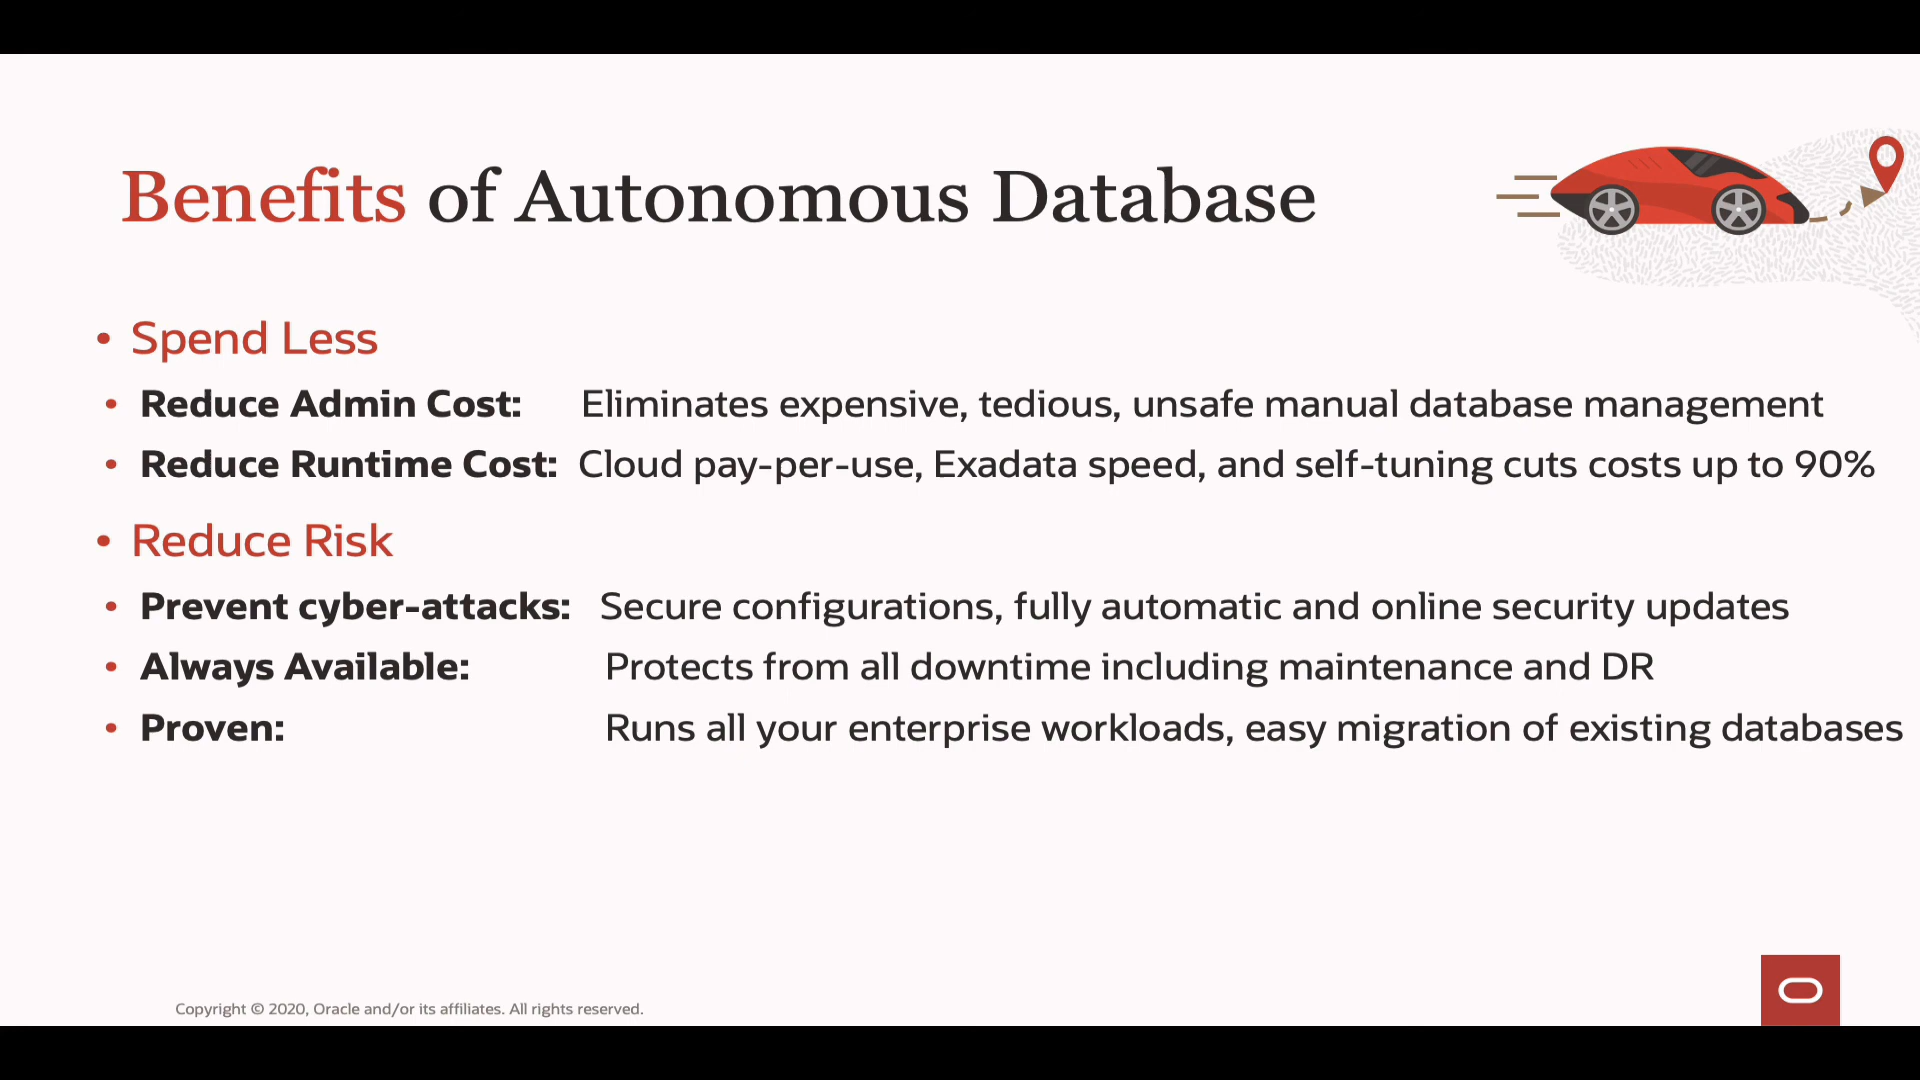 Benefits of Autonomous Database
• Spend Less
• Reduce Admin Cost: Eliminates expensive, tedious, unsafe manual database management
• Reduce Runtime Cost: Cloud pay-per-use, Exadata speed, and self-tuning cuts costs up to 90%
• Reduce Risk
• Prevent cyber-attacks: Secure configurations, fully automatic and online security updates
• Always Available: Protects from all downtime including maintenance and DR
• Proven: Runs all your enterprise workloads, easy migration of existing databases
Copyright © 2020, Oracle and/or its affiliates. All rights reserved.